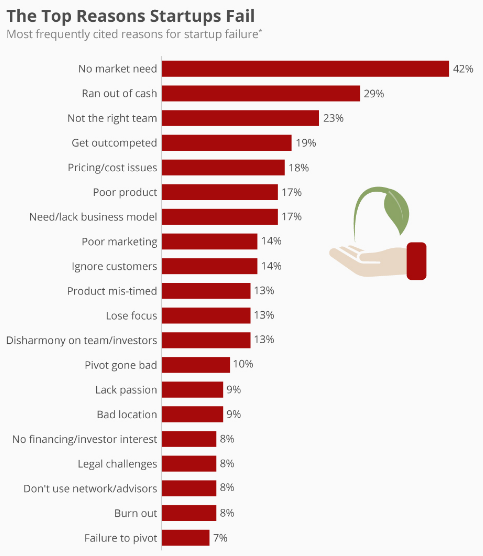 The Top Reasons Startups Fail
Most frequently cited reasons for startup failure*
No market need 42%
Ran out of cash 29%
Not the right team 23%
Get outcompeted 19%
Pricing/cost issues 18%
Poor product 17%
Need/lack business model 17%
Poor marketing 14%
Ignore customers 14%
Product mis-timed 13%
Lose focus 13%
Disharmony on team/investors 13%
Pivot gone bad 10%
Lack passion 9%
Bad location 9%
No financing/investor interest 8%
Legal challenges 8%
Don't use network/advisors 8%
Burn out 8%
Failure to pivot 7%